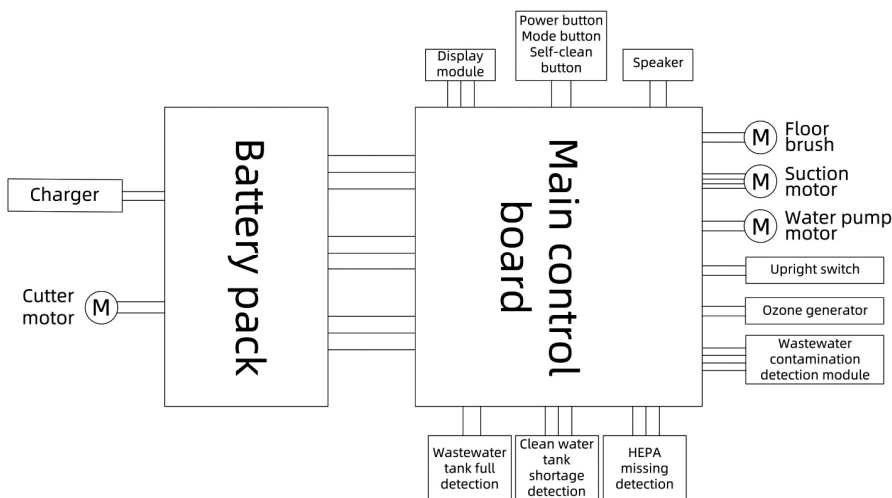 Power button
Mode button
Self-clean
button
Display
module
Speaker
Charger
Cutter
motor
M
Battery pack
Main control
board
M
Floor
brush
M
Suction
motor
M
Water pump
motor
Upright switch
Ozone generator
Wastewater
contamination
detection module
Wastewater
tank full
detection
Clean water
tank
shortage
detection
HEPA
missing
detection